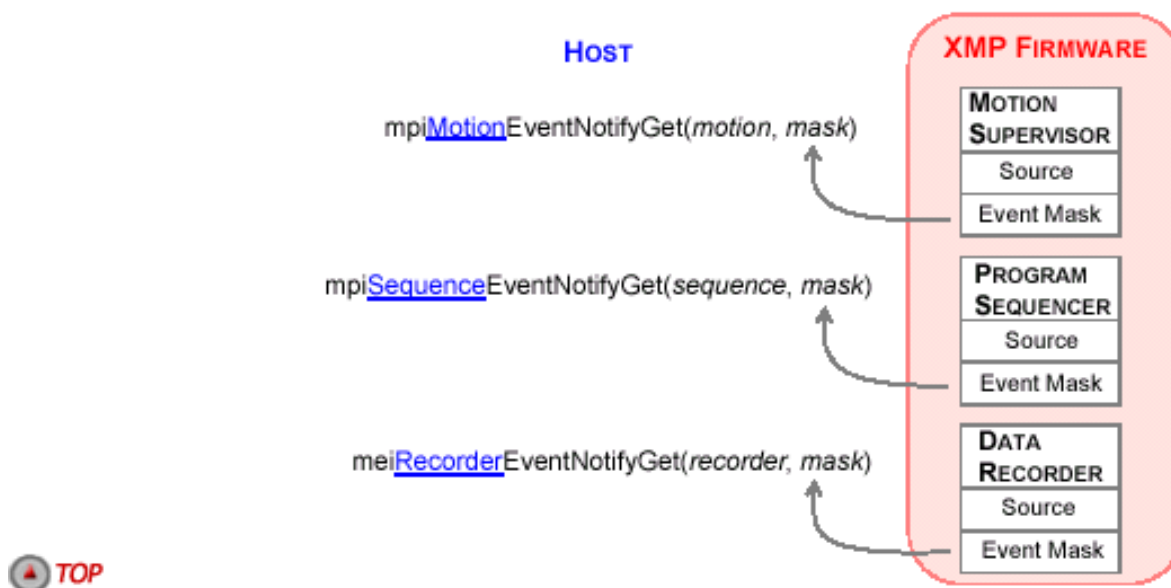 HOST
XMP FIRMWARE
mpiMotionEventNotifyGet(motion, mask)
MOTION
SUPERVISOR
Source
Event Mask
mpiSequenceEventNotifyGet(sequence, mask)
PROGRAM
SEQUENCER
Source
Event Mask
meiRecorderEventNotifyGet(recorder, mask)
DATA
RECORDER
Source
Event Mask
TOP